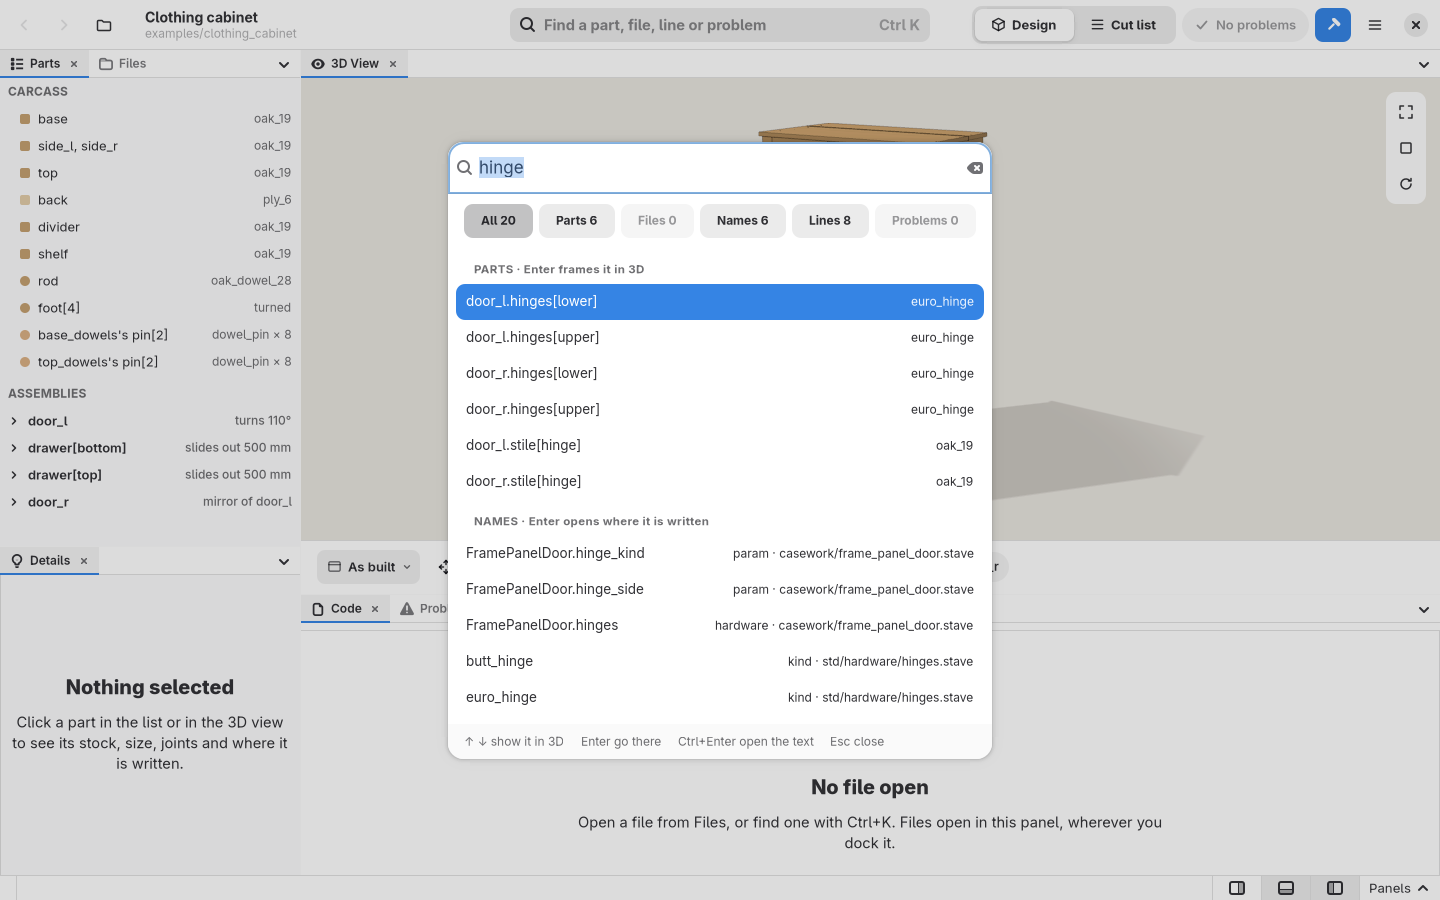 Clothing cabinet
examples/clothing_cabinet
Find a part, file, line or problem Ctrl K
Design
Cut list
No problems
Parts
Files
3D View
CARCASS
base oak_19
side_l, side_r oak_19
top oak_19
back ply_6
divider oak_19
shelf oak_19
rod oak_dowel_28
foot[4] turned
base_dowels's pin[2] dowel_pin × 8
top_dowels's pin[2] dowel_pin × 8
ASSEMBLIES
door_l turns 110°
drawer[bottom] slides out 500 mm
drawer[top] slides out 500 mm
door_r mirror of door_l
Details
Nothing selected
Click a part in the list or in the 3D view
to see its stock, size, joints and where it
is written.
hinge
All 20
Parts 6
Files 0
Names 6
Lines 8
Problems 0
PARTS · Enter frames it in 3D
door_l.hinges[lower] euro_hinge
door_l.hinges[upper] euro_hinge
door_r.hinges[lower] euro_hinge
door_r.hinges[upper] euro_hinge
door_l.stile[hinge] oak_19
door_r.stile[hinge] oak_19
NAMES · Enter opens where it is written
FramePanelDoor.hinge_kind param · casework/frame_panel_door.stave
FramePanelDoor.hinge_side param · casework/frame_panel_door.stave
FramePanelDoor.hinges hardware · casework/frame_panel_door.stave
butt_hinge kind · std/hardware/hinges.stave
euro_hinge kind · std/hardware/hinges.stave
↑ ↓ show it in 3D Enter go there Ctrl+Enter open the text Esc close
As built
Code
No file open
Open a file from Files, or find one with Ctrl+K. Files open in this panel, wherever you
dock it.
Panels